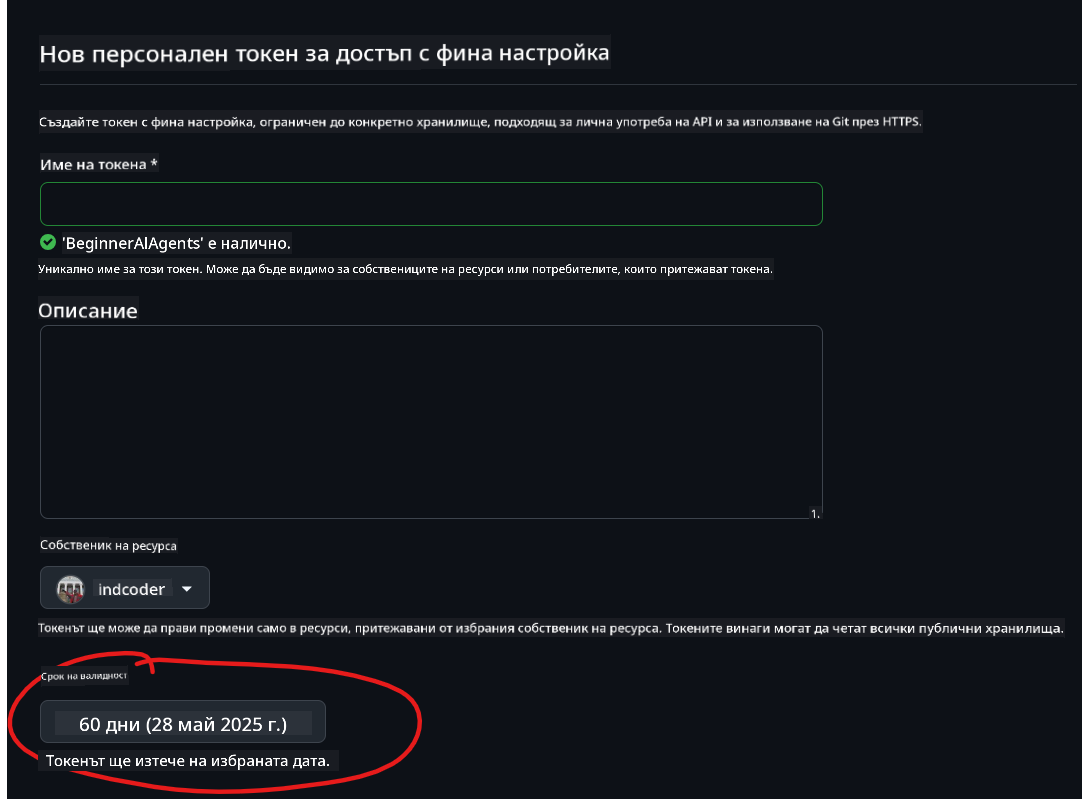 Нов персонален токен за достъп с фина настройка
Създайте токен с фина настройка, ограничен до конкретно хранилище, подходящ за лична употреба на API и за използване на Git през HTTPS.
Име на токена *
'BeginnerAIAgents' е налично.
Уникално име за този токен. Може да бъде видимо за собствениците на ресурси или потребителите, които притежават токена.
Описание
1.
Собственик на ресурса
indcoder
Токенът ще може да прави промени само в ресурси, притежавани от избрания собственик на ресурса. Токените винаги могат да четат всички публични хранилища.
Срок на валидност
60 дни (28 май 2025 г.)
Токенът ще изтече на избраната дата.